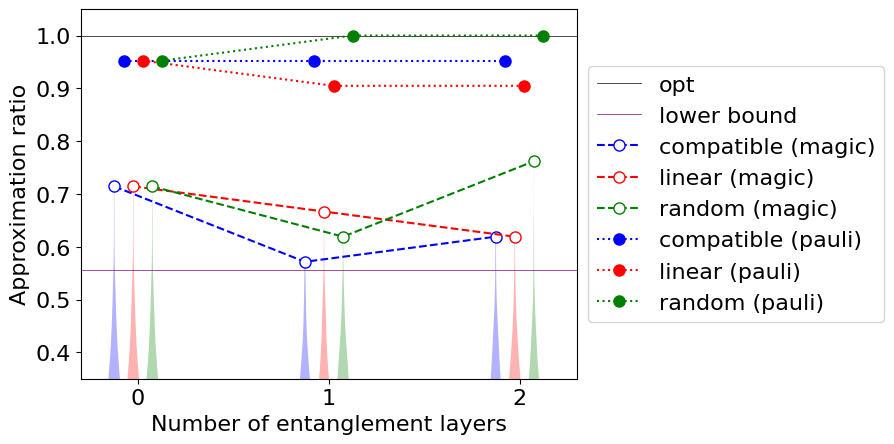 1.0
0.9
0.8
0.7
0.6
0.5
0.4
Approximation ratio
0 1 2
Number of entanglement layers
opt
lower bound
compatible (magic)
linear (magic)
random (magic)
compatible (pauli)
linear (pauli)
random (pauli)